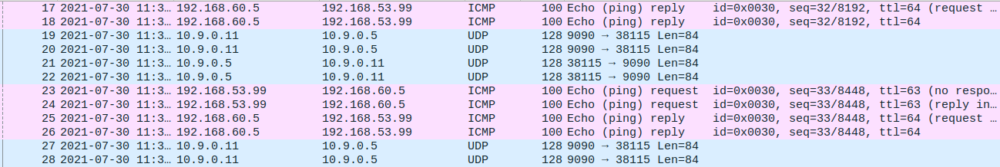 17 2021-07-30 11:3… 192.168.60.5 192.168.53.99 ICMP 100 Echo (ping) reply id=0x0030, seq=32/8192, ttl=64 (request …
18 2021-07-30 11:3… 192.168.60.5 192.168.53.99 ICMP 100 Echo (ping) reply id=0x0030, seq=32/8192, ttl=64
19 2021-07-30 11:3… 10.9.0.11 10.9.0.5 UDP 128 9090 → 38115 Len=84
20 2021-07-30 11:3… 10.9.0.11 10.9.0.5 UDP 128 9090 → 38115 Len=84
21 2021-07-30 11:3… 10.9.0.5 10.9.0.11 UDP 128 38115 → 9090 Len=84
22 2021-07-30 11:3… 10.9.0.5 10.9.0.11 UDP 128 38115 → 9090 Len=84
23 2021-07-30 11:3… 192.168.53.99 192.168.60.5 ICMP 100 Echo (ping) request id=0x0030, seq=33/8448, ttl=63 (no respo…
24 2021-07-30 11:3… 192.168.53.99 192.168.60.5 ICMP 100 Echo (ping) request id=0x0030, seq=33/8448, ttl=63 (reply in…
25 2021-07-30 11:3… 192.168.60.5 192.168.53.99 ICMP 100 Echo (ping) reply id=0x0030, seq=33/8448, ttl=64 (request …
26 2021-07-30 11:3… 192.168.60.5 192.168.53.99 ICMP 100 Echo (ping) reply id=0x0030, seq=33/8448, ttl=64
27 2021-07-30 11:3… 10.9.0.11 10.9.0.5 UDP 128 9090 → 38115 Len=84
28 2021-07-30 11:3… 10.9.0.11 10.9.0.5 UDP 128 9090 → 38115 Len=84